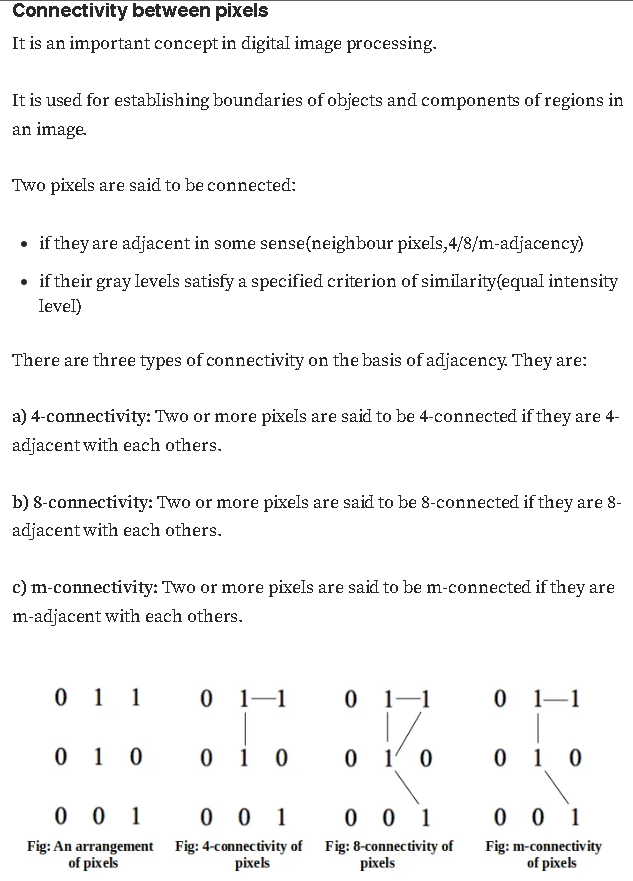 Connectivity between pixels
It is an important concept in digital image processing.
It is used for establishing boundaries of objects and components of regions in
an image.
Two pixels are said to be connected:
• if they are adjacent in some sense(neighbour pixels,4/8/m-adjacency)
• if their gray levels satisfy a specified criterion of similarity(equal intensity
level)
There are three types of connectivity on the basis of adjacency. They are:
a) 4-connectivity: Two or more pixels are said to be 4-connected if they are 4-
adjacent with each others.
b) 8-connectivity: Two or more pixels are said to be 8-connected if they are 8-
adjacent with each others.
c) m-connectivity: Two or more pixels are said to be m-connected if they are
m-adjacent with each others.
0 1 1 0 1 1 0 1 1 0 1 1
0 1 0 0 1 0 0 1 0 0 1 0
0 0 1 0 0 1 0 0 1 0 0 1
Fig: An arrangement Fig: 4-connectivity of Fig: 8-connectivity of Fig: m-connectivity
of pixels pixels pixels of pixels